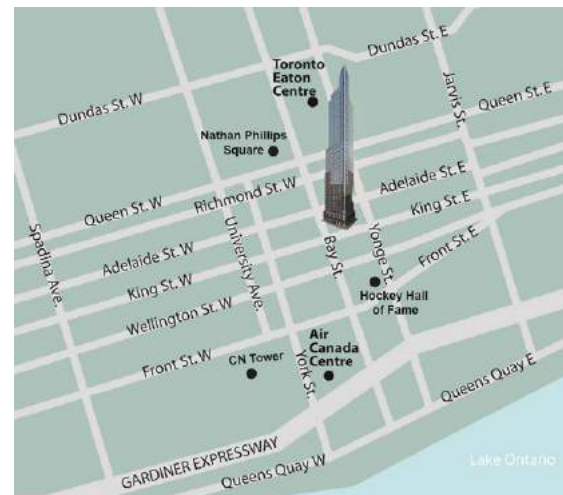 Dundas St. E
Toronto
Eaton
Centre
Jarvis St.
Dundas St. W
Queen St. E
Nathan Phillips
Square
Richmond St. W
Adelaide St. E
King St. E
Queen St. W
Spadina Ave.
University Ave.
Adelaide St. W
Bay St.
Yonge St.
Front St. E
King St. W
Wellington St. W
Hockey Hall
of Fame
Front St. W
CN Tower
Air
Canada
Centre
York St.
Queens Quay E
GARDINER EXPRESSWAY
Queens Quay W
Lake Ontario